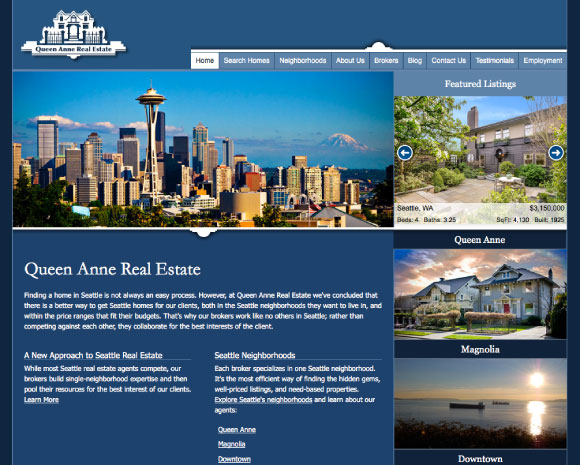 Queen Anne Real Estate
Home Search Homes Neighborhoods About Us Brokers Blog Contact Us Testimonials Employment
Featured Listings
Seattle, WA $3,150,000
Beds: 4 Baths: 3.25 SqFt: 4,130 Built: 1925
Queen Anne
Magnolia
Downtown
Queen Anne Real Estate
Finding a home in Seattle is not always an easy process. However, at Queen Anne Real Estate we've concluded that
there is a better way to get Seattle homes for our clients, both in the Seattle neighborhoods they want to live in, and
within the price ranges that fit their budgets. That's why our brokers work like no others in Seattle; rather than
competing against each other, they collaborate for the best interests of the client.
A New Approach to Seattle Real Estate
While most Seattle real estate agents compete, our
brokers build single-neighborhood expertise and then
pool their resources for the best interest of our clients.
Learn More
Seattle Neighborhoods
Each broker specializes in one Seattle neighborhood.
It's the most efficient way of finding the hidden gems,
well-priced listings, and need-based properties.
Explore Seattle's neighborhoods and learn about our
agents:
Queen Anne
Magnolia
Downtown